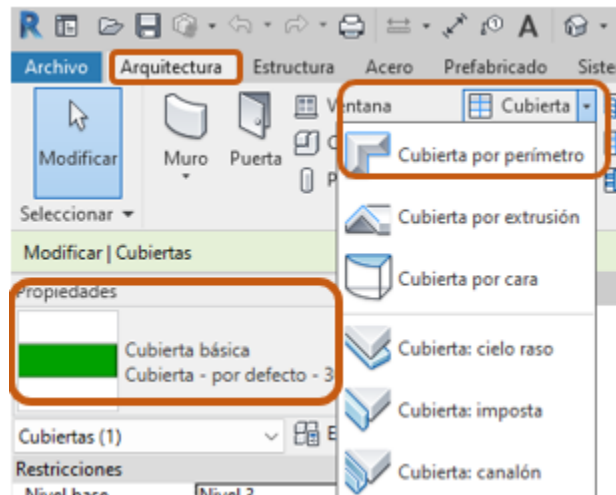 R A
Archivo Arquitectura Estructura Acero Prefabricado
Cubierta
Modificar Muro Puerta
Cubierta por perímetro
Seleccionar
Cubierta por extrusión
Modificar | Cubiertas
Cubierta por cara
Propiedades
Cubierta básica
Cubierta - por defecto - 3
Cubierta: cielo raso
Cubierta: imposta
Cubiertas (1)
Restricciones
Cubierta: canalón